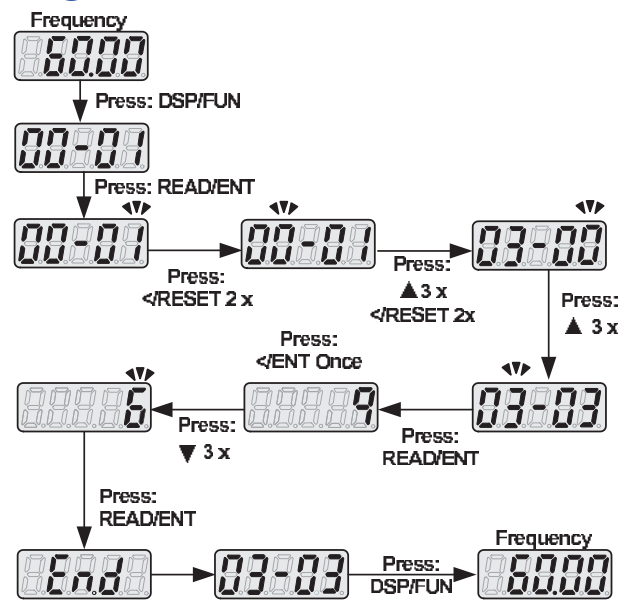 Frequency
60.00
Press: DSP/FUN
00-01
Press: READ/ENT
00-01
00-01
03-00
Press:
</RESET 2 x
Press:
▲3 x
</RESET 2x
Press:
▲ 3x
Press:
</ENT Once
6
9
03-03
Press:
▼ 3 x
Press:
READ/ENT
Press:
READ/ENT
Frequency
End
03-03
Press:
DSP/FUN
60.00